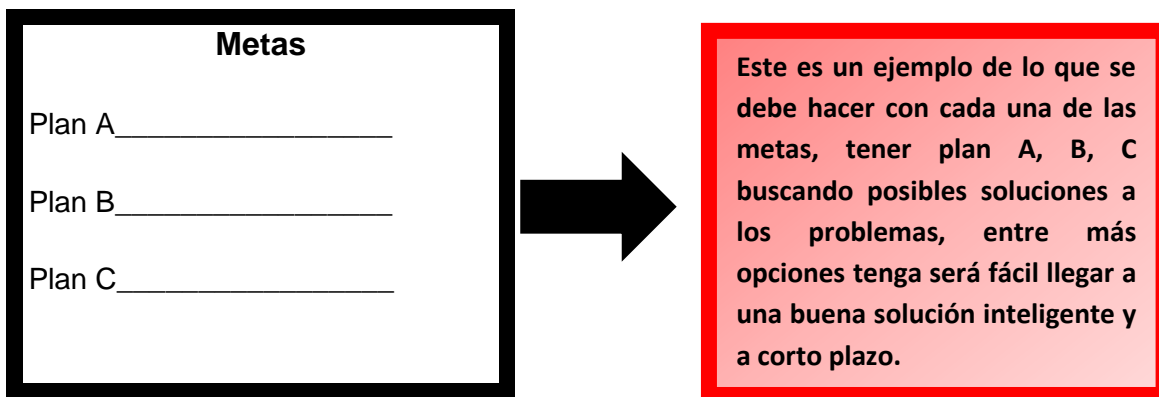 Metas
Plan A_________________
Plan B_________________
Plan C_________________
Este es un ejemplo de lo que se
debe hacer con cada una de las
metas, tener plan A, B, C
buscando posibles soluciones a
los problemas, entre más
opciones tenga será fácil llegar a
una buena solución inteligente y
a corto plazo.